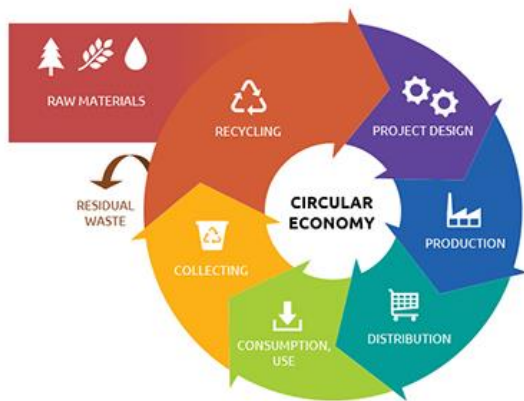 RAW MATERIALS
RECYCLING
PROJECT DESIGN
RESIDUAL
WASTE
CIRCULAR
ECONOMY
PRODUCTION
COLLECTING
DISTRIBUTION
CONSUMPTION,
USE